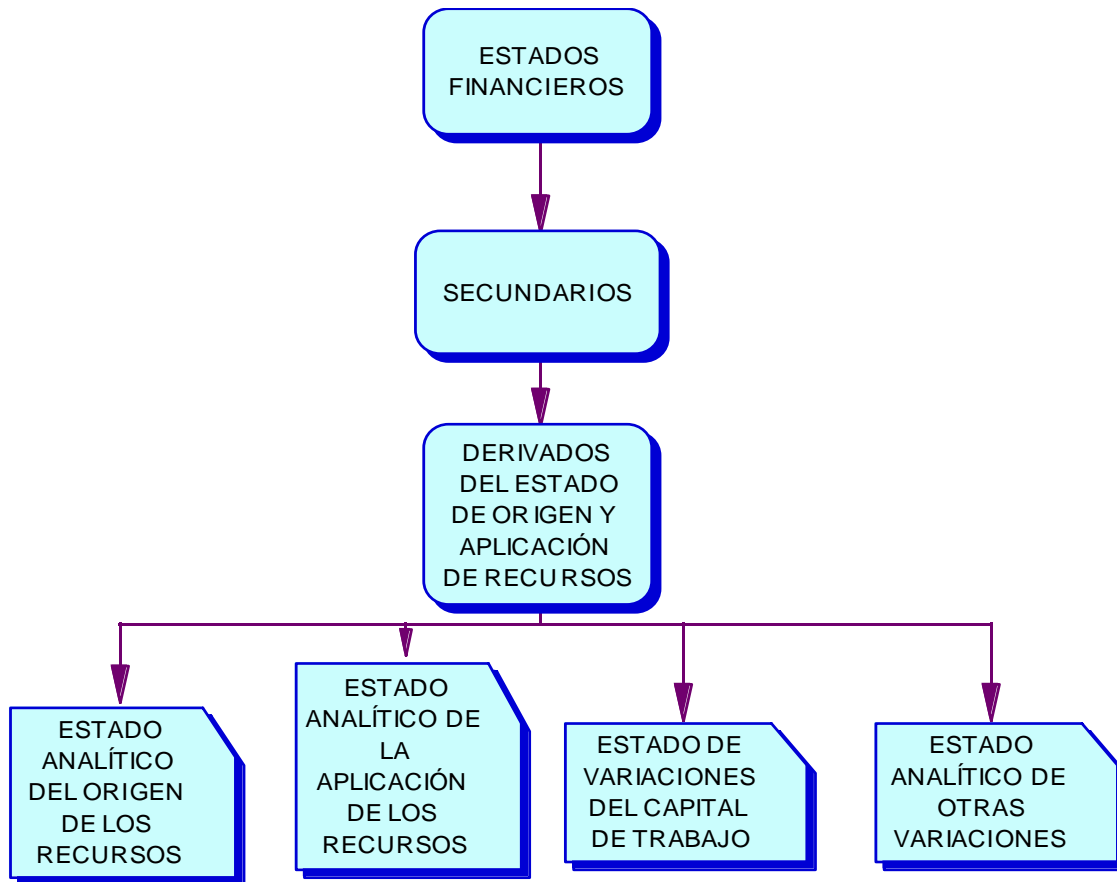 ESTADOS
FINANCIEROS
SECUNDARIOS
DERIVADOS
DEL ESTADO
DE ORIGEN Y
APLICACIÓN
DE RECURSOS
ESTADO
ANALÍTICO
DEL ORIGEN
DE LOS
RECURSOS
ESTADO
ANALÍTICO DE
LA
APLICACIÓN
DE LOS
RECURSOS
ESTADO DE
VARIACIONES
DEL CAPITAL
DE TRABAJO
ESTADO
ANALÍTICO DE
OTRAS
VARIACIONES